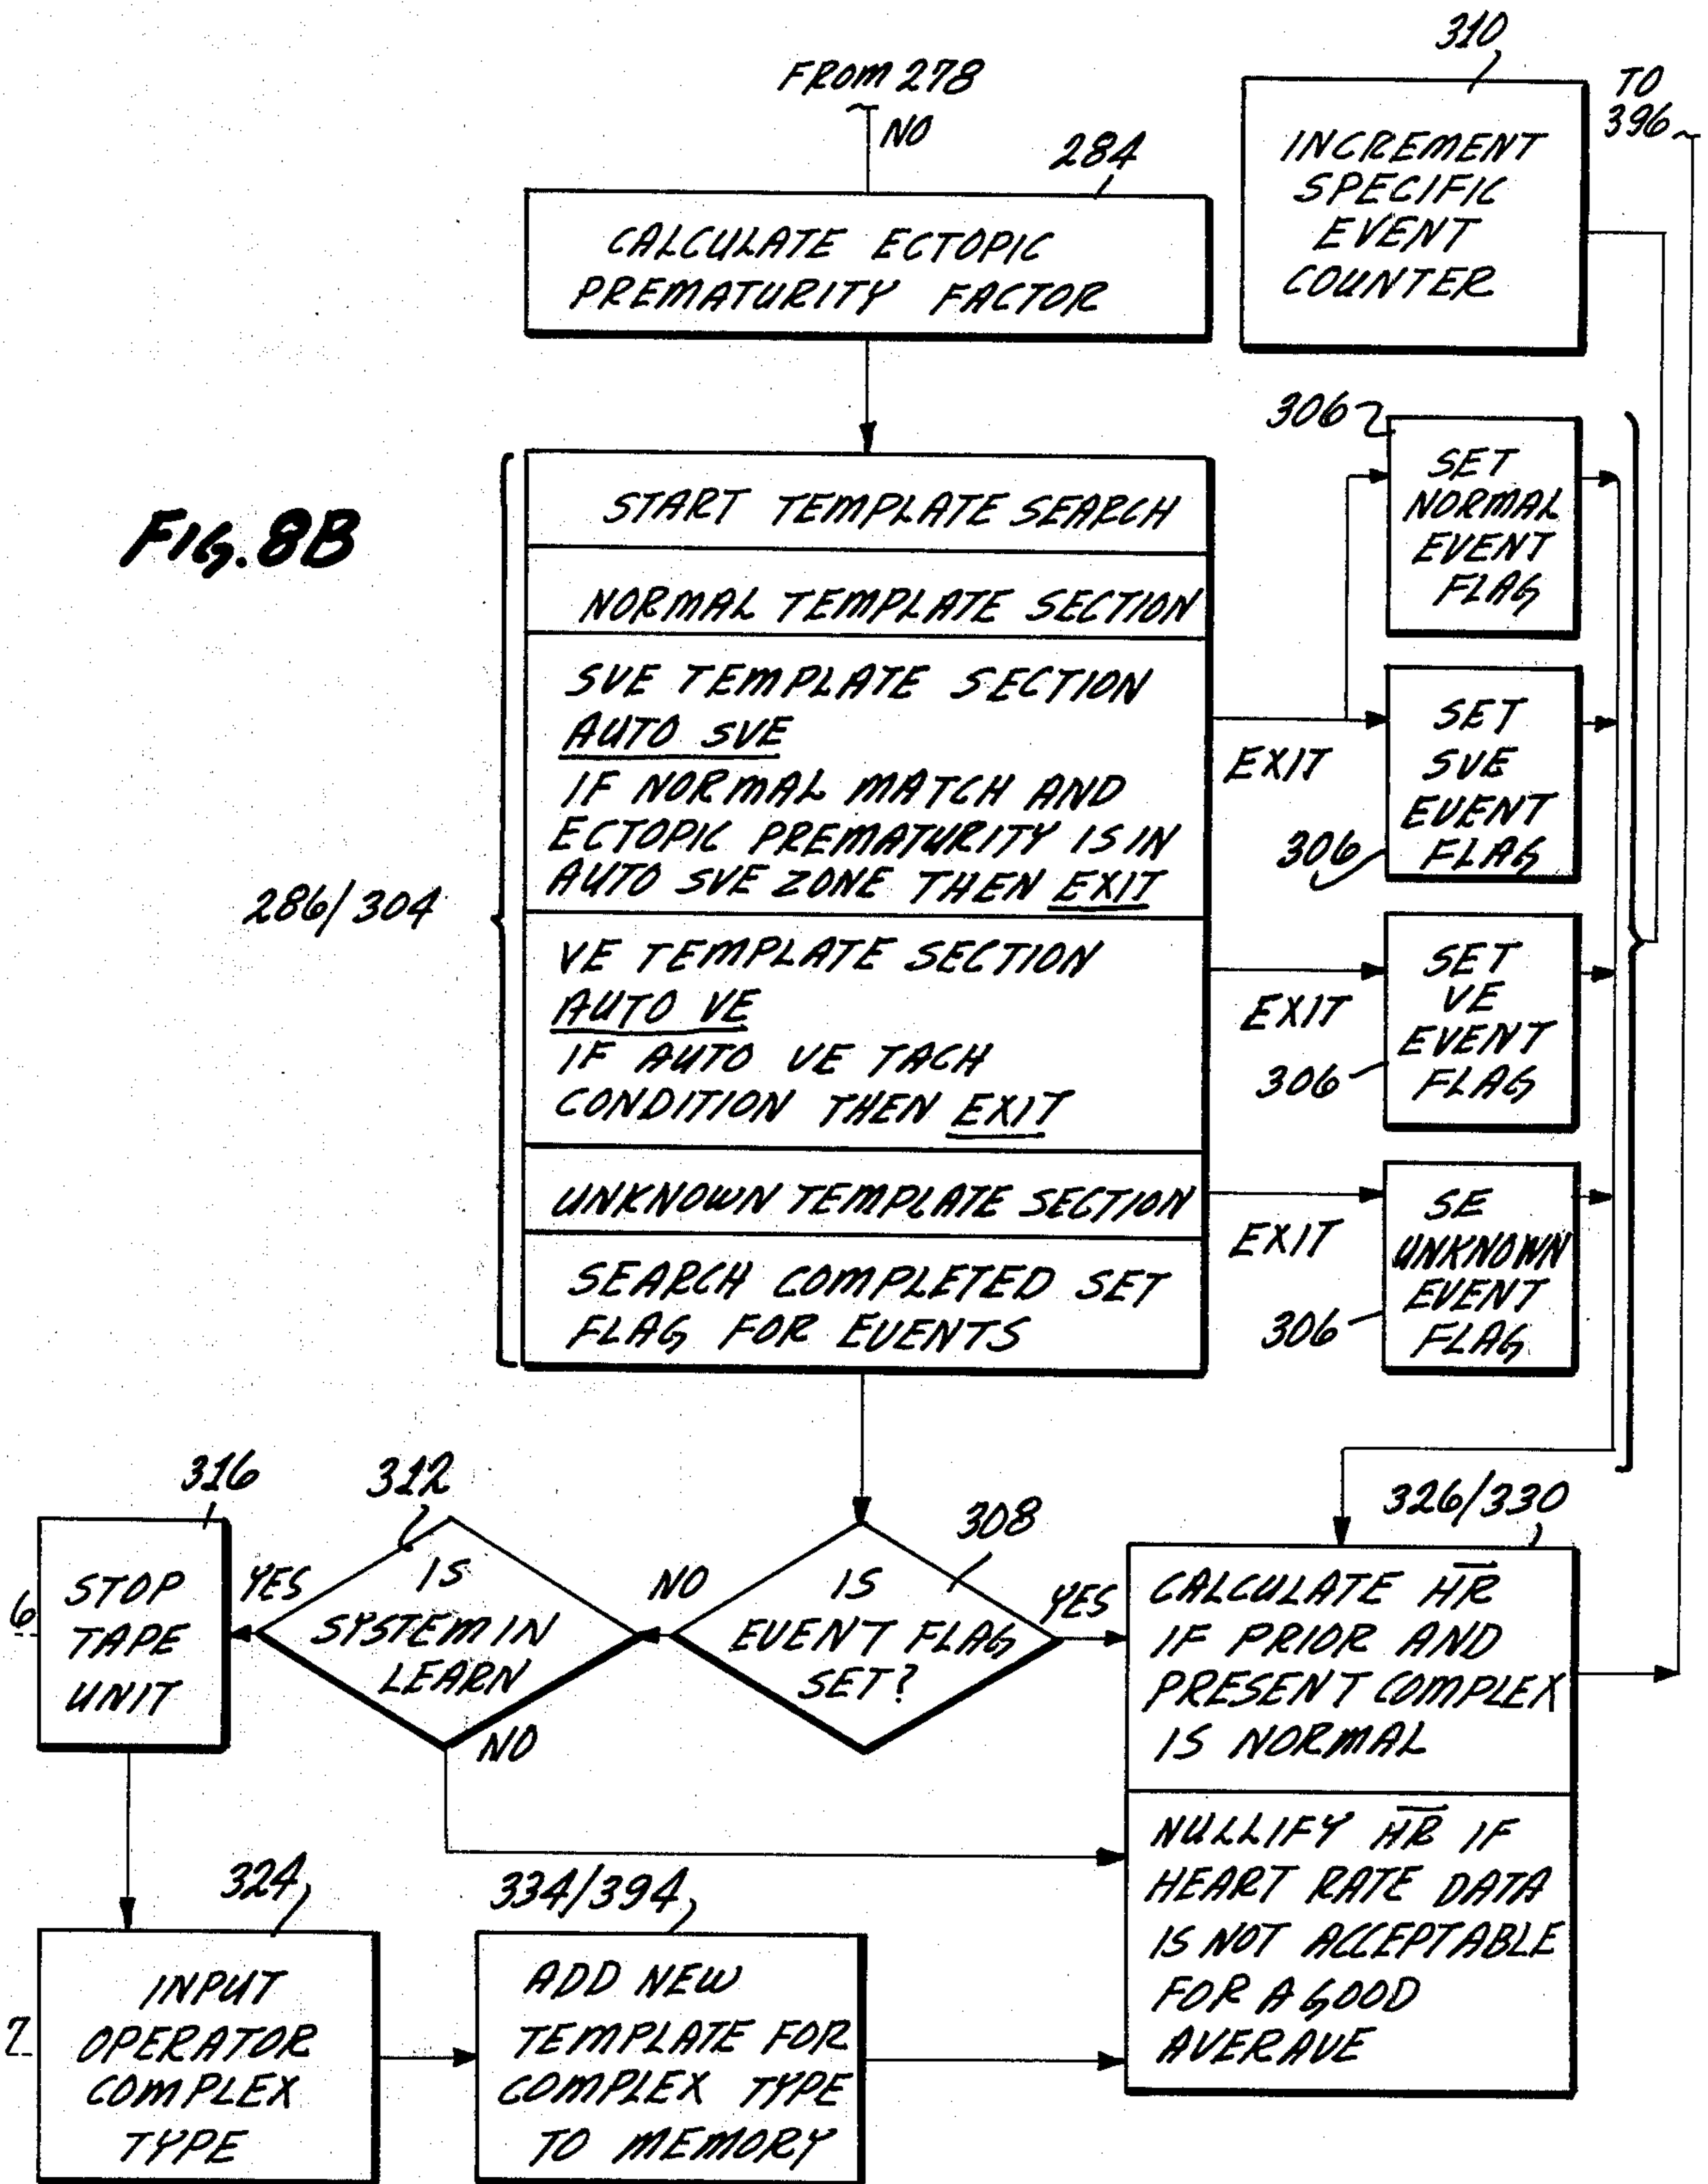 310
FROM 278
TO
396
NO
284
INCREMENT
SPECIFIC
EVENT
COUNTER
CALCULATE ECTOPIC
PREMATURITY FACTOR
306
SET
NORMAL
EVENT
FLAG
START TEMPLATE SEARCH
FIG. 8B
NORMAL TEMPLATE SECTION
SVE TEMPLATE SECTION
AUTO SVE
IF NORMAL MATCH AND
ECTOPIC PREMATURITY IS IN
AUTO SVE ZONE THEN EXIT
EXIT
SET
SVE
EVENT
FLAG
306
286/304
VE TEMPLATE SECTION
AUTO VE
IF AUTO VE TACH
CONDITION THEN EXIT
EXIT
SET
VE
EVENT
FLAG
306
UNKNOWN TEMPLATE SECTION
EXIT
SE
UNKNOWN
EVENT
FLAG
306
SEARCH COMPLETED SET
FLAG FOR EVENTS
316
312
308
326/330
6
STOP
TAPE
UNIT
YES
IS
SYSTEM IN
LEARN
NO
NO
IS
EVENT FLAG
SET?
YES
CALCULATE H̅R̅
IF PRIOR AND
PRESENT COMPLEX
IS NORMAL
NULLIFY H̅R̅ IF
HEART RATE DATA
IS NOT ACCEPTABLE
FOR A GOOD
AVERAVE
324
334/394
7
INPUT
OPERATOR
COMPLEX
TYPE
ADD NEW
TEMPLATE FOR
COMPLEX TYPE
TO MEMORY